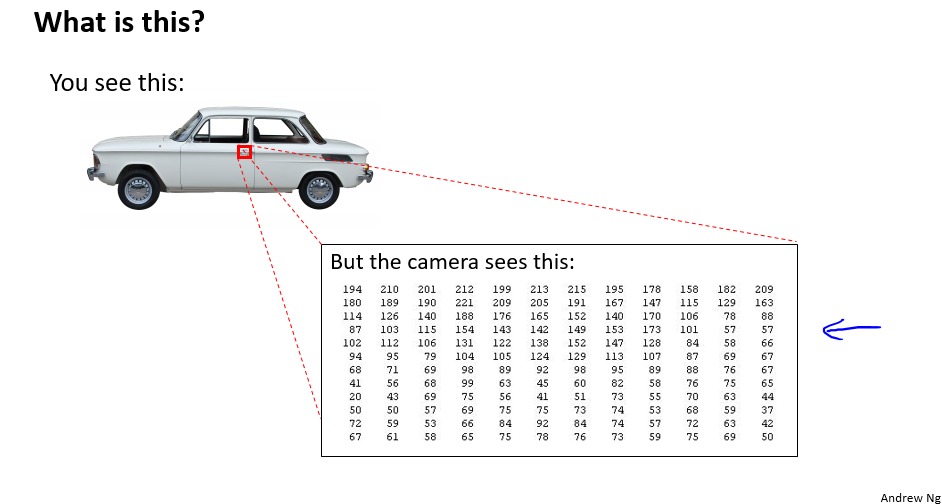 What is this?
You see this:
But the camera sees this:
194 210 201 212 199 213 215 195 178 158 182 209
180 189 190 221 209 205 191 167 147 115 129 163
114 126 140 188 176 165 152 140 170 106 78 88
87 103 115 154 143 142 149 153 173 101 57 57
102 112 106 131 122 138 152 147 128 84 58 66
94 95 79 104 105 124 129 113 107 87 69 67
68 71 69 98 89 92 98 95 89 88 76 67
41 56 68 99 63 45 60 82 58 76 75 65
20 43 69 75 56 41 51 73 55 70 63 44
50 50 57 69 75 75 73 74 53 68 59 37
72 59 53 66 84 92 84 74 57 72 63 42
67 61 58 65 75 78 76 73 59 75 69 50
Andrew Ng